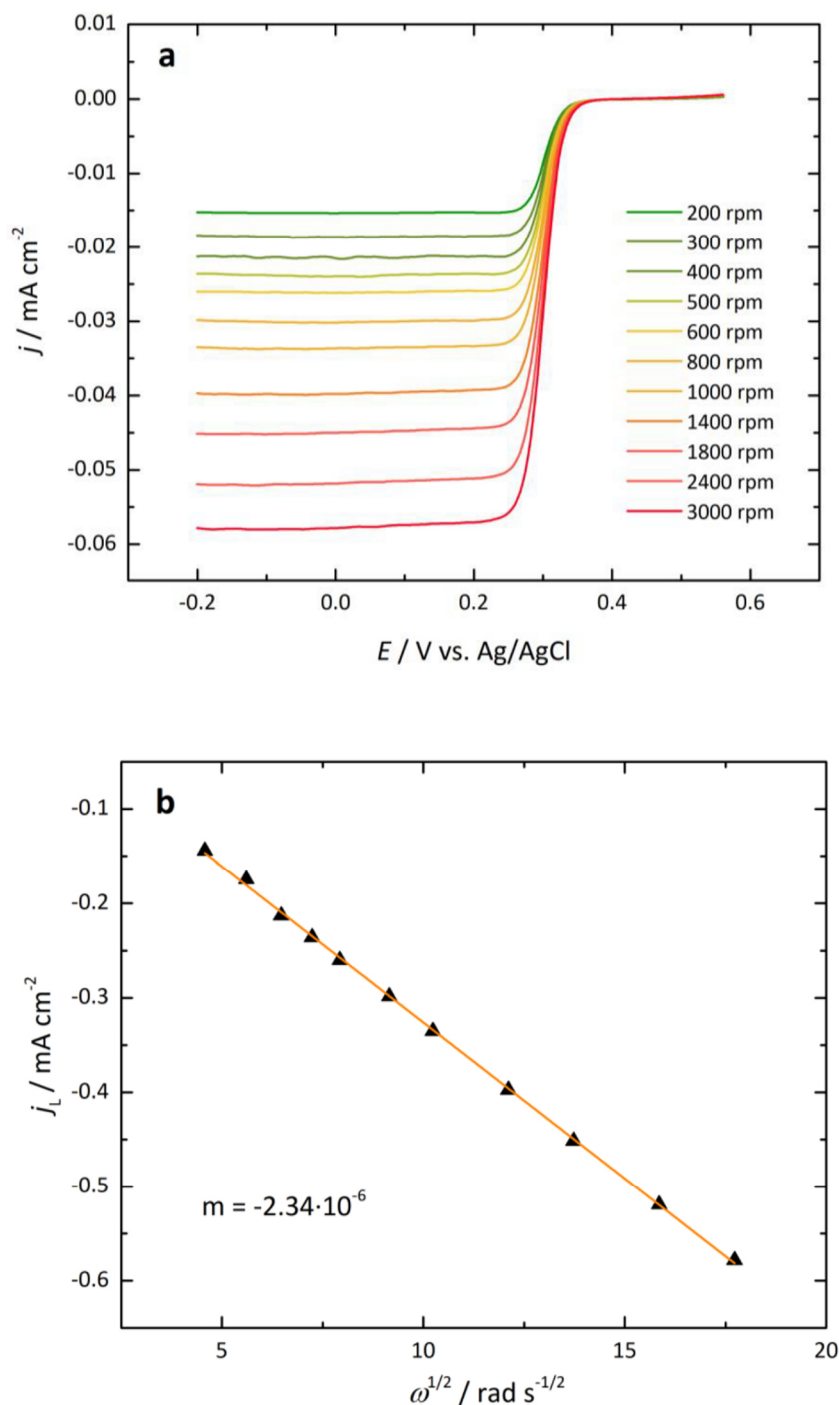 a
0.01
0.00
-0.01
-0.02
-0.03
-0.04
-0.05
-0.06
j / mA cm⁻²
200 rpm
300 rpm
400 rpm
500 rpm
600 rpm
800 rpm
1000 rpm
1400 rpm
1800 rpm
2400 rpm
3000 rpm
-0.2 0.0 0.2 0.4 0.6
E / V vs. Ag/AgCl
b
-0.1
-0.2
-0.3
-0.4
-0.5
-0.6
j_L / mA cm⁻²
m = -2.34·10⁻⁶
5 10 15 20
ω^1/2 / rad s^-1/2